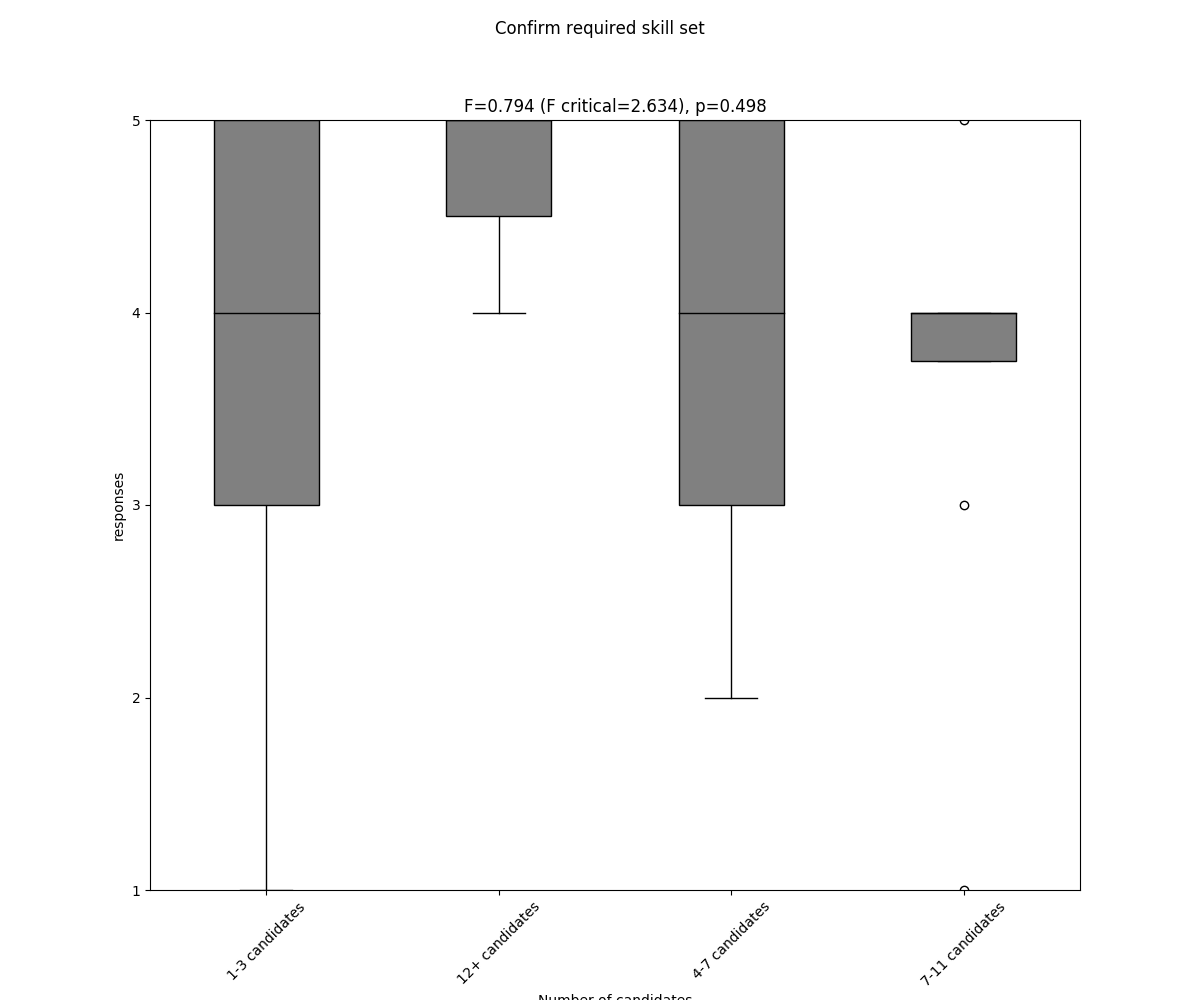 Confirm required skill set
F=0.794 (F critical=2.634), p=0.498
5
4
3
2
1
responses
1-3 candidates
12+ candidates
4-7 candidates
7-11 candidates
Number of candidates